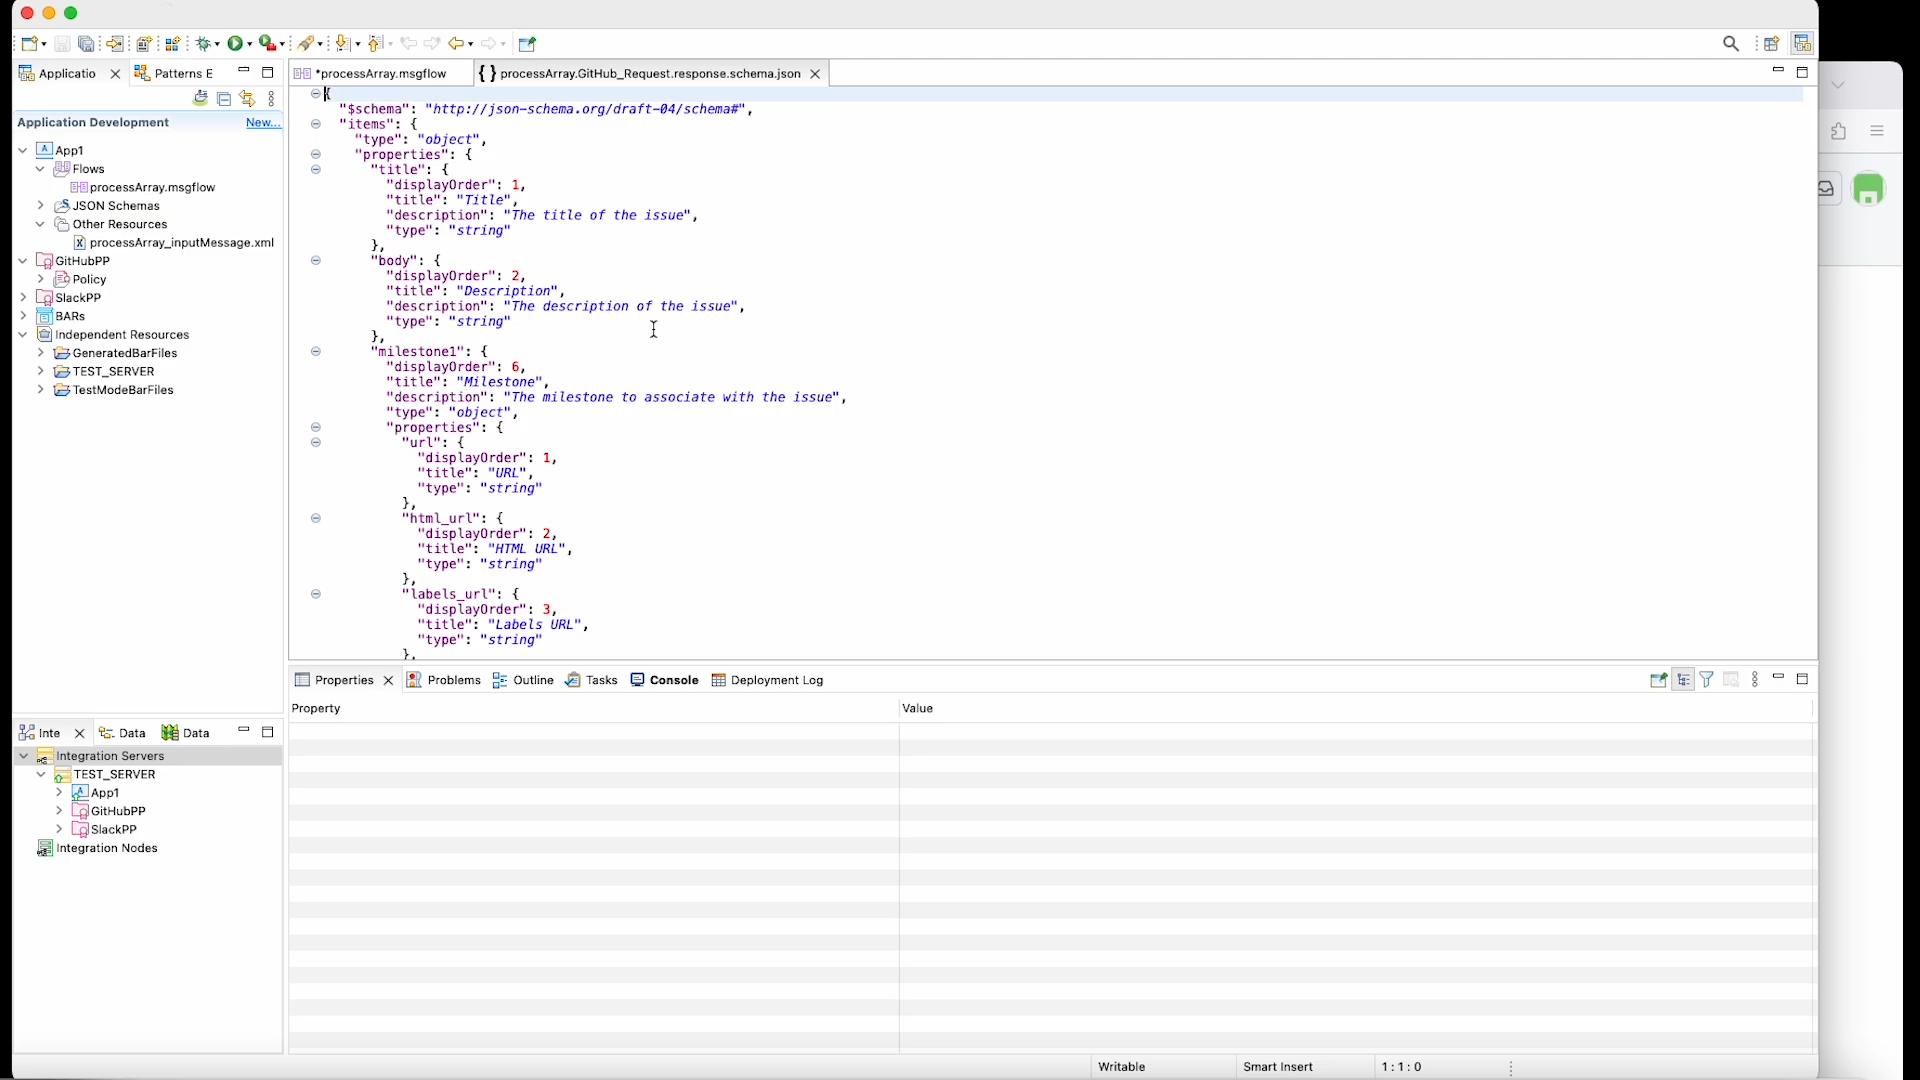 Applicatio
Patterns E
*processArray.msgflow
processArray.GitHub_Request.response.schema.json
Application Development
New...
App1
Flows
processArray.msgflow
JSON Schemas
Other Resources
processArray_inputMessage.xml
GitHubPP
Policy
SlackPP
BARs
Independent Resources
GeneratedBarFiles
TEST_SERVER
TestModeBarFiles
{
"$schema": "http://json-schema.org/draft-04/schema#",
"items": {
"type": "object",
"properties": {
"title": {
"displayOrder": 1,
"title": "Title",
"description": "The title of the issue",
"type": "string"
},
"body": {
"displayOrder": 2,
"title": "Description",
"description": "The description of the issue",
"type": "string"
},
"milestone1": {
"displayOrder": 6,
"title": "Milestone",
"description": "The milestone to associate with the issue",
"type": "object",
"properties": {
"url": {
"displayOrder": 1,
"title": "URL",
"type": "string"
},
"html_url": {
"displayOrder": 2,
"title": "HTML URL",
"type": "string"
},
"labels_url": {
"displayOrder": 3,
"title": "Labels URL",
"type": "string"
},
Properties
Problems
Outline
Tasks
Console
Deployment Log
Property
Value
Inte
Data
Data
Integration Servers
TEST_SERVER
App1
GitHubPP
SlackPP
Integration Nodes
Writable
Smart Insert
1 : 1 : 0